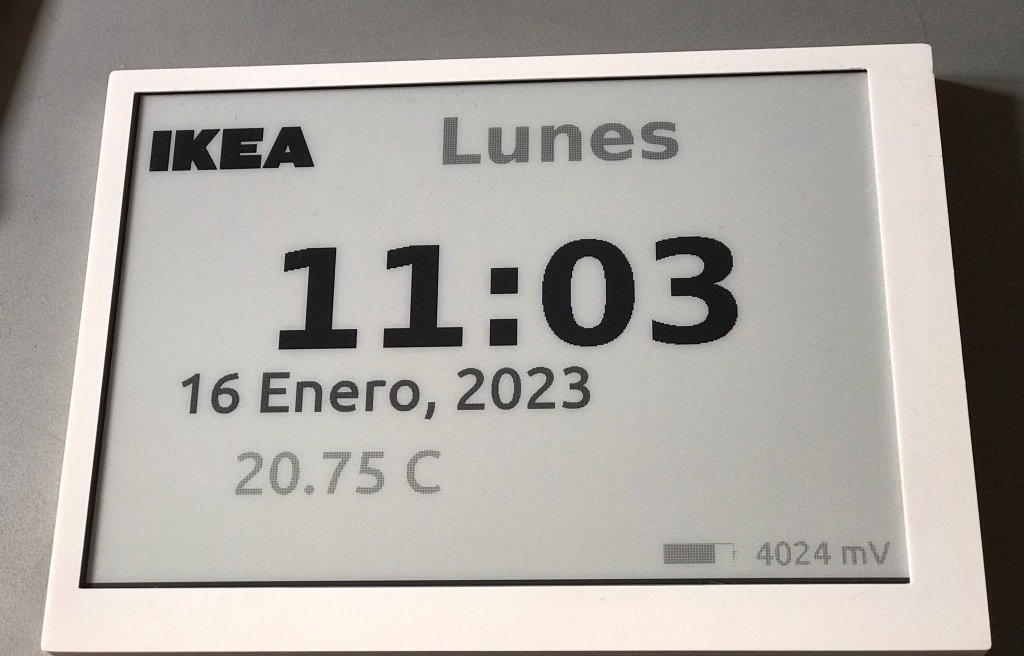 IKEA
Lunes
11:03
16 Enero, 2023
20.75 C
4024 mV